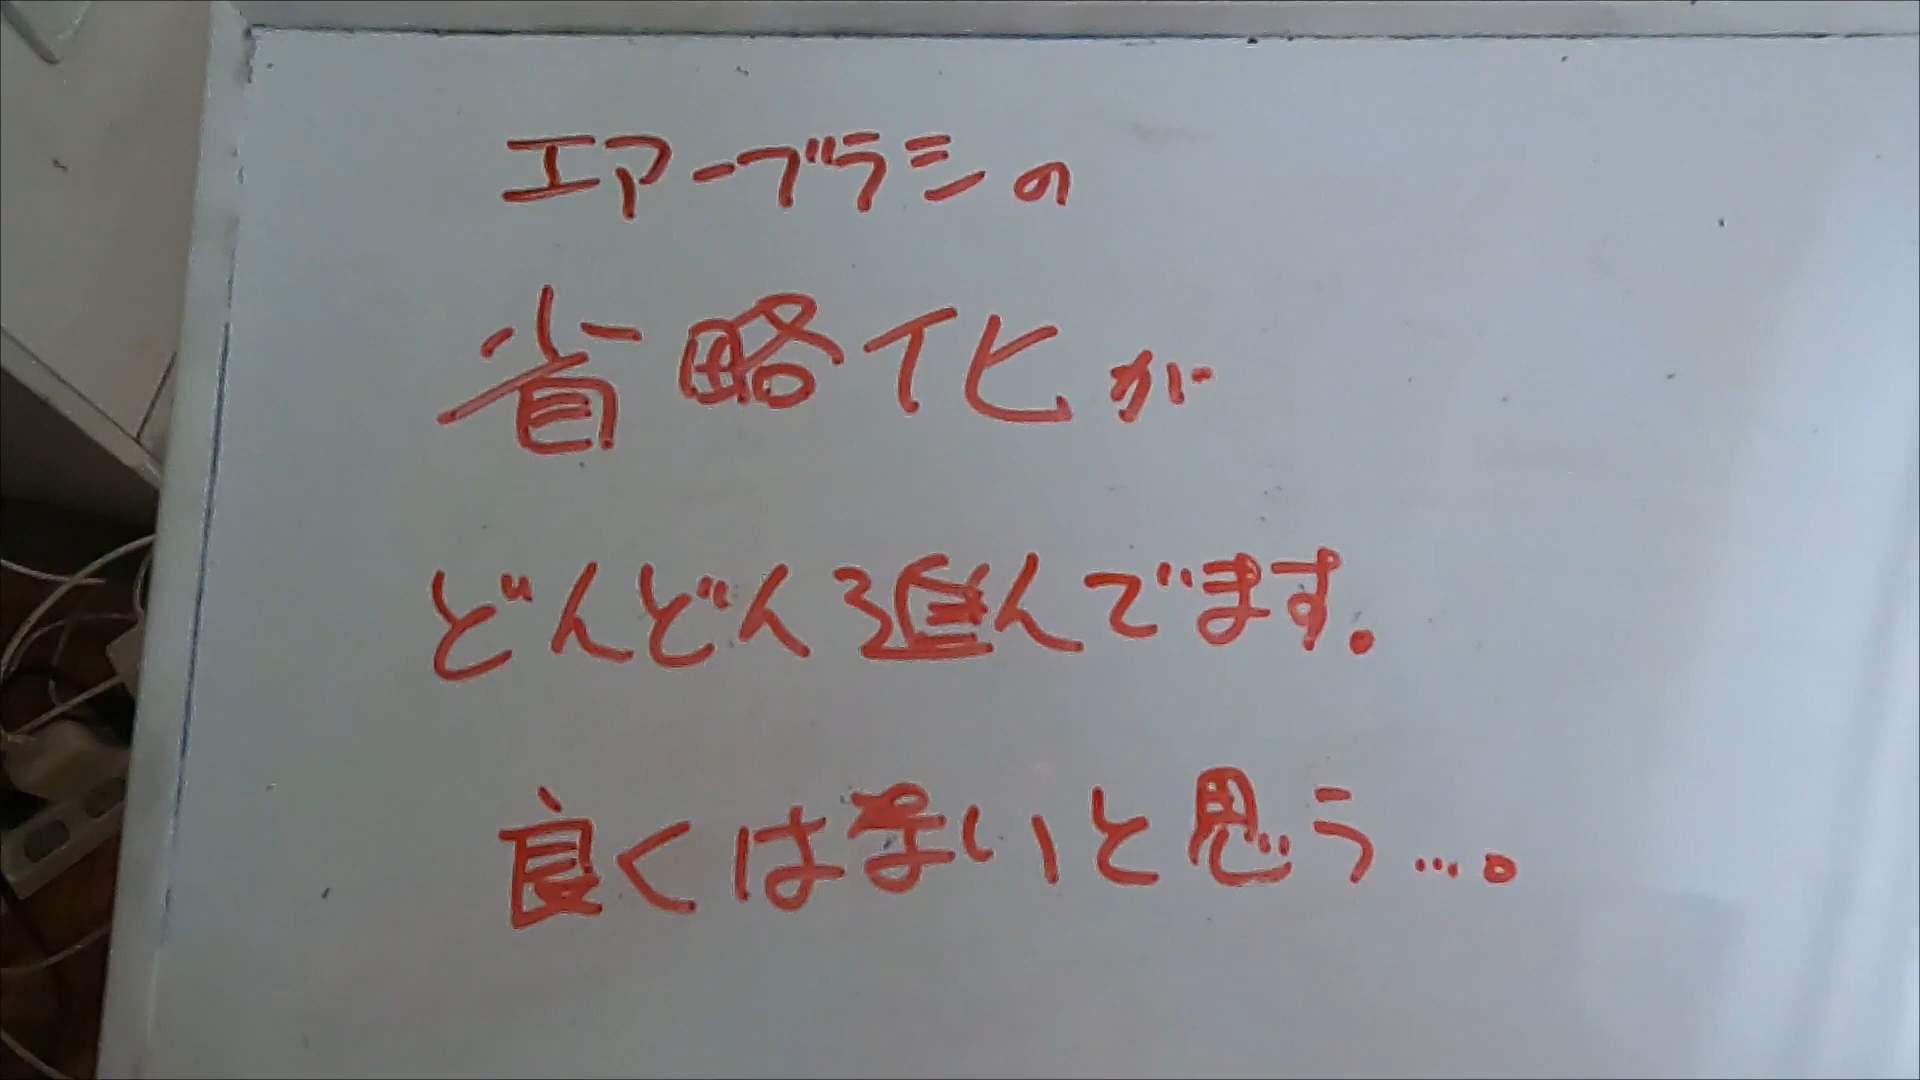 エアーブラシの
省略化が
どんどん進んでます。
良くはないと思う…。